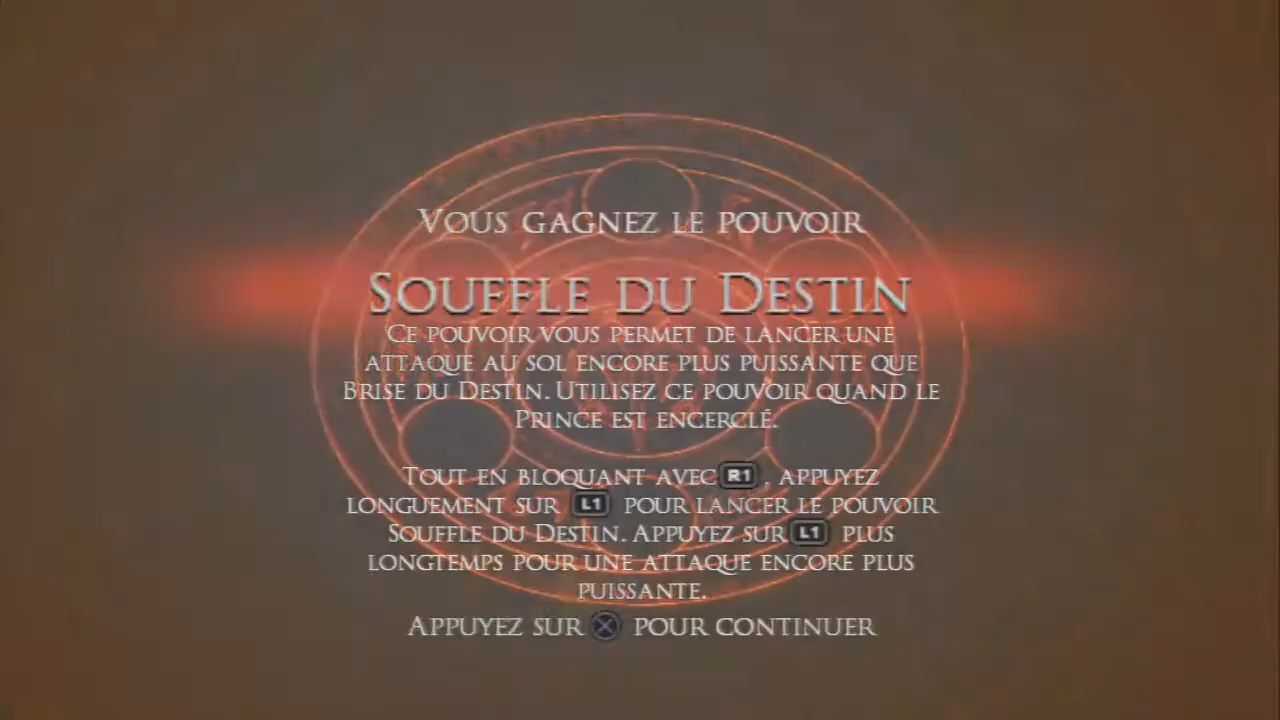 Vous gagnez le pouvoir
Souffle du Destin
Ce pouvoir vous permet de lancer une
attaque au sol encore plus puissante que
Brise du Destin. Utilisez ce pouvoir quand le
Prince est encerclé.
Tout en bloquant avec R1 , appuyez
longuement sur L1 pour lancer le pouvoir
Souffle du Destin. Appuyez sur L1 plus
longtemps pour une attaque encore plus
puissante.
Appuyez sur X pour continuer